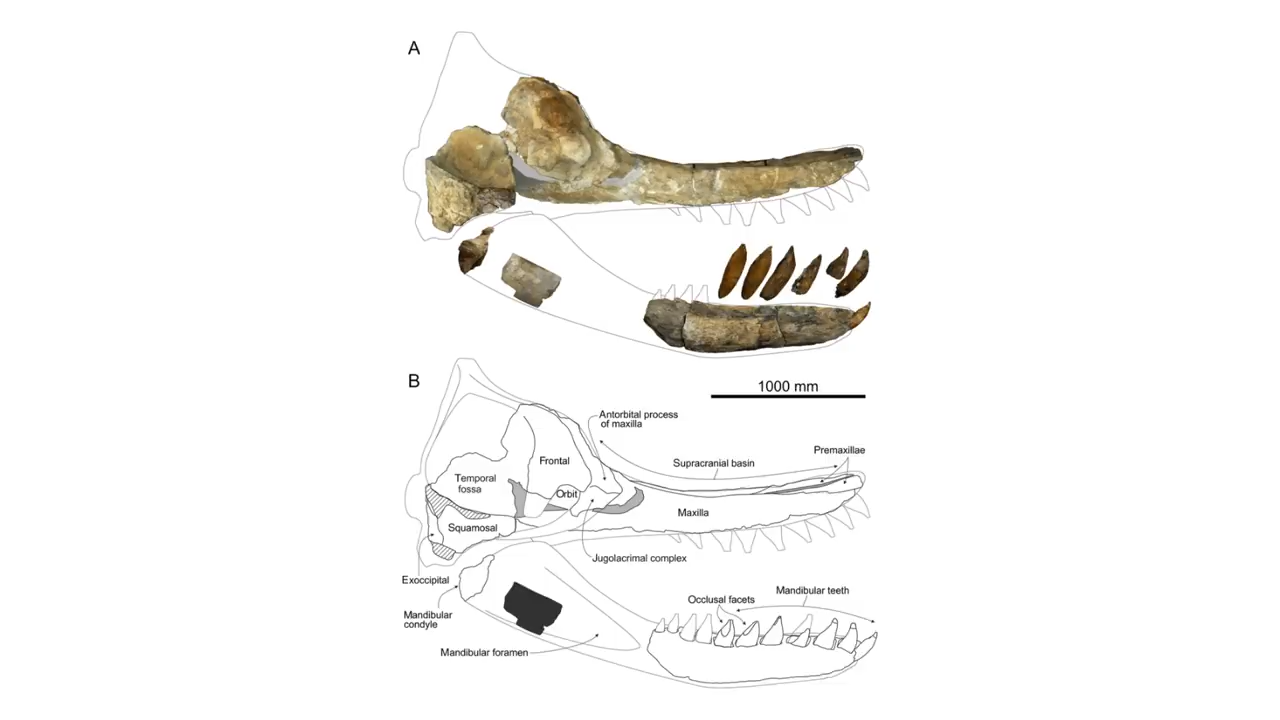 A
B
1000 mm
Antorbital process
of maxilla
Premaxillae
Supracranial basin
Frontal
Temporal
fossa
Orbit
Maxilla
Squamosal
Jugolacrimal complex
Exoccipital
Mandibular teeth
Occlusal facets
Mandibular
condyle
Mandibular foramen